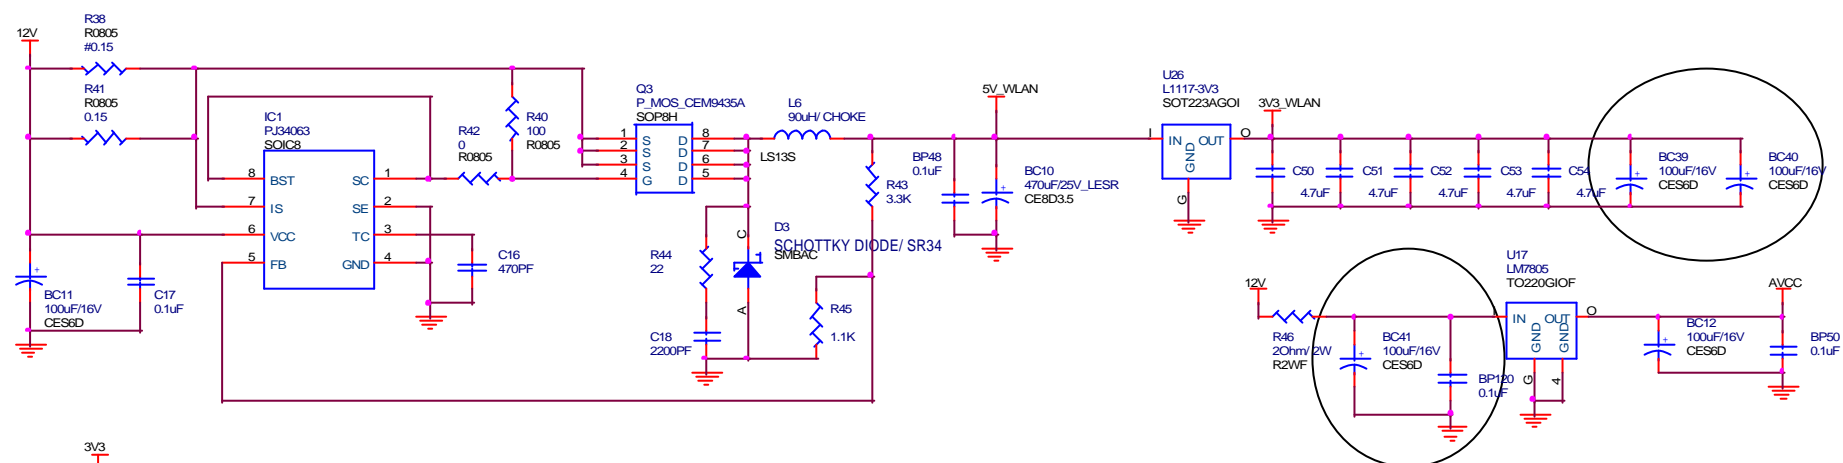 12V
R38
R0805
#0.15
R41
R0805
0.15
IC1
PJ34063
SOIC8
8
BST
SC
1
7
IS
SE
2
6
VCC
TC
3
5
FB
GND
4
BC11
100uF/16V
CES6D
C17
0.1uF
C16
470PF
R42
0
R0805
R40
100
R0805
Q3
P_MOS_CEM9435A
SOP8H
1
S
D
8
2
S
D
7
3
S
D
6
4
G
D
5
L6
90uH/ CHOKE
LS13S
R44
22
C18
2200PF
C
A
D3
SCHOTTKY DIODE/ SR34
SMBAC
R43
3.3K
R45
1.1K
BP48
0.1uF
5V_WLAN
BC10
470uF/25V_LESR
CE8D3.5
U26
L1117-3V3
SOT223AGOI
I
IN
OUT
O
GND
G
3V3_WLAN
C50
4.7uF
C51
4.7uF
C52
4.7uF
C53
4.7uF
C54
4.7uF
BC39
100uF/16V
CES6D
BC40
100uF/16V
CES6D
12V
R46
2Ohm/ 2W
R2WF
BC41
100uF/16V
CES6D
BP120
0.1uF
U17
LM7805
TO220GIOF
I
IN
OUT
O
GND
GND
G
4
BC12
100uF/16V
CES6D
AVCC
BP50
0.1uF
3V3